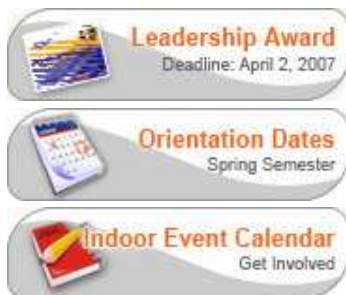 Leadership Award
Deadline: April 2, 2007
Orientation Dates
Spring Semester
Indoor Event Calendar
Get Involved